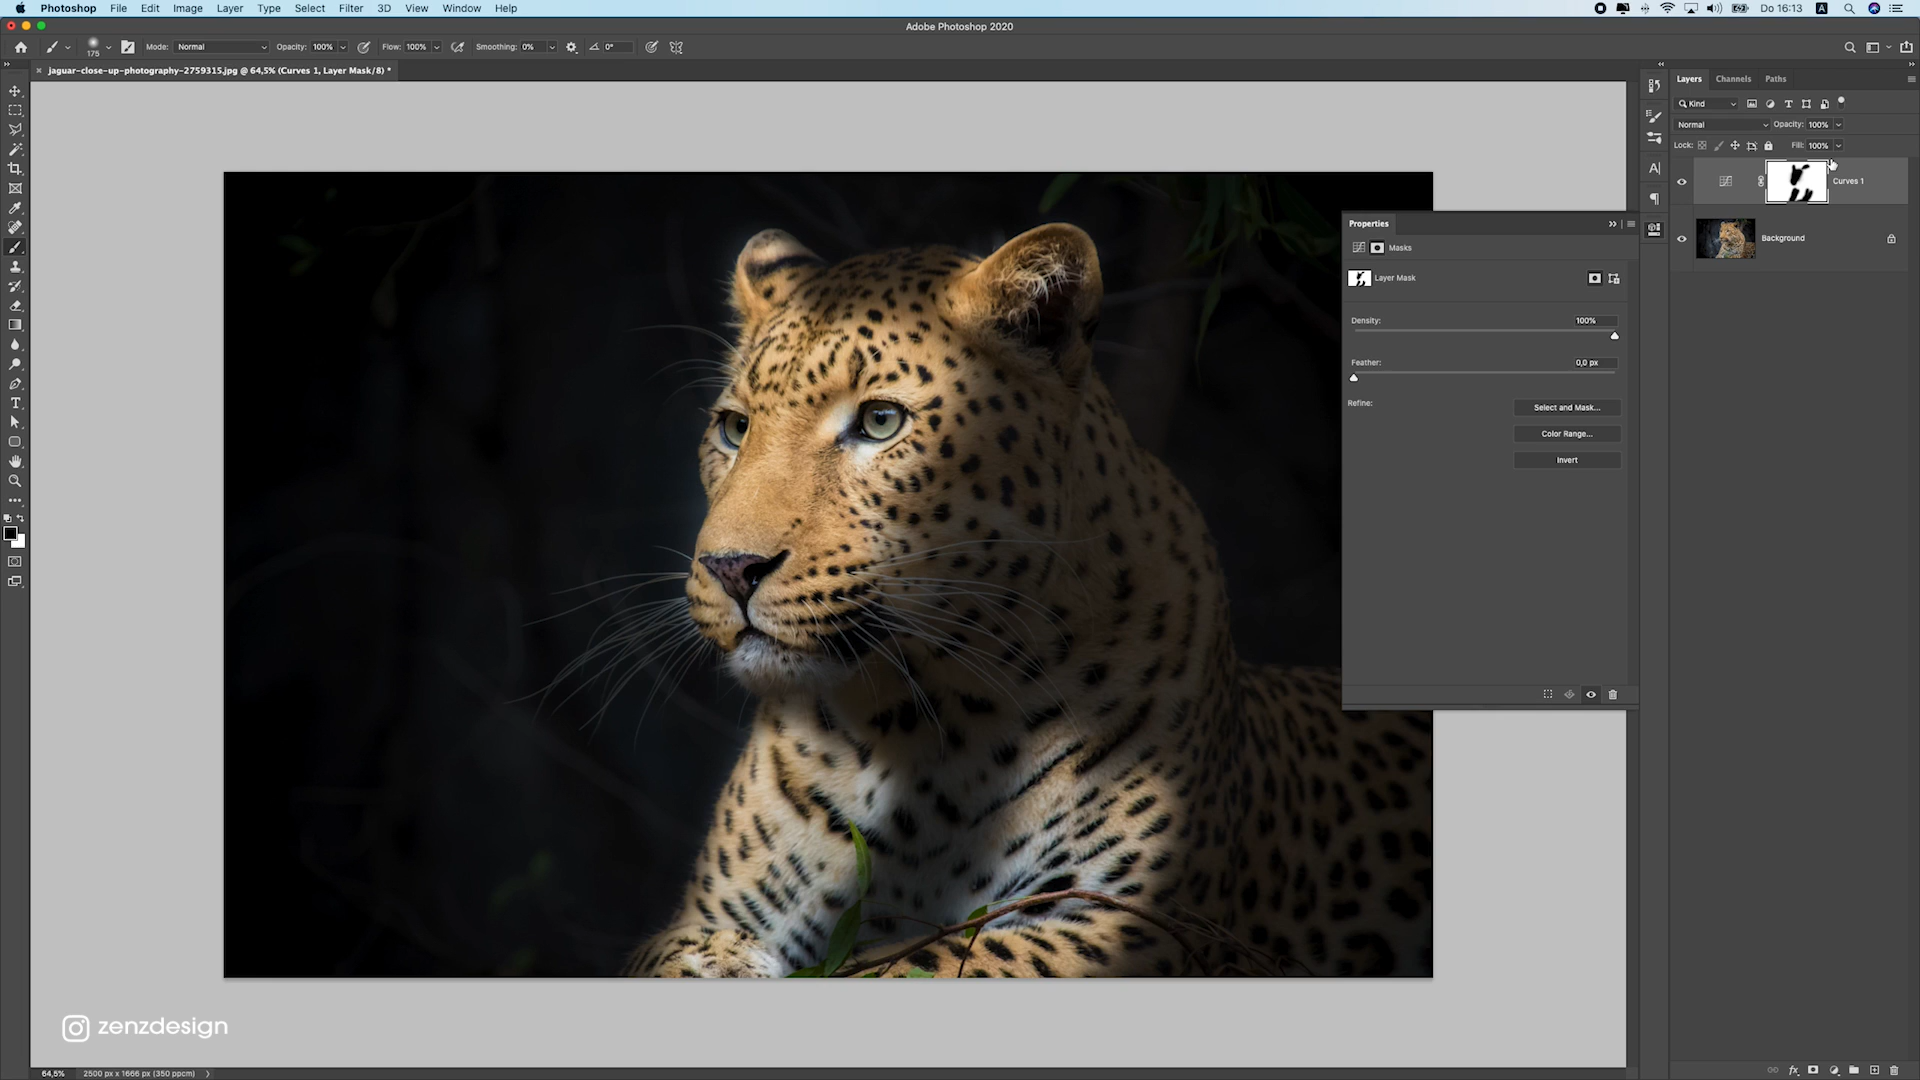 Photoshop File Edit Image Layer Type Select Filter 3D View Window Help
Do 16:13 A
Adobe Photoshop 2020
175 Mode: Normal Opacity: 100% Flow: 100% Smoothing: 0% 0°
jaguar-close-up-photography-2759315.jpg @ 64,5% (Curves 1, Layer Mask/8) *
Layers Channels Paths
Kind
Normal Opacity: 100%
Lock: Fill: 100%
Curves 1
Background
Properties
Masks
Layer Mask
Density: 100%
Feather: 0,0 px
Refine:
Select and Mask...
Color Range...
Invert
zenzdesign
64,5% 2500 px x 1666 px (350 ppcm)